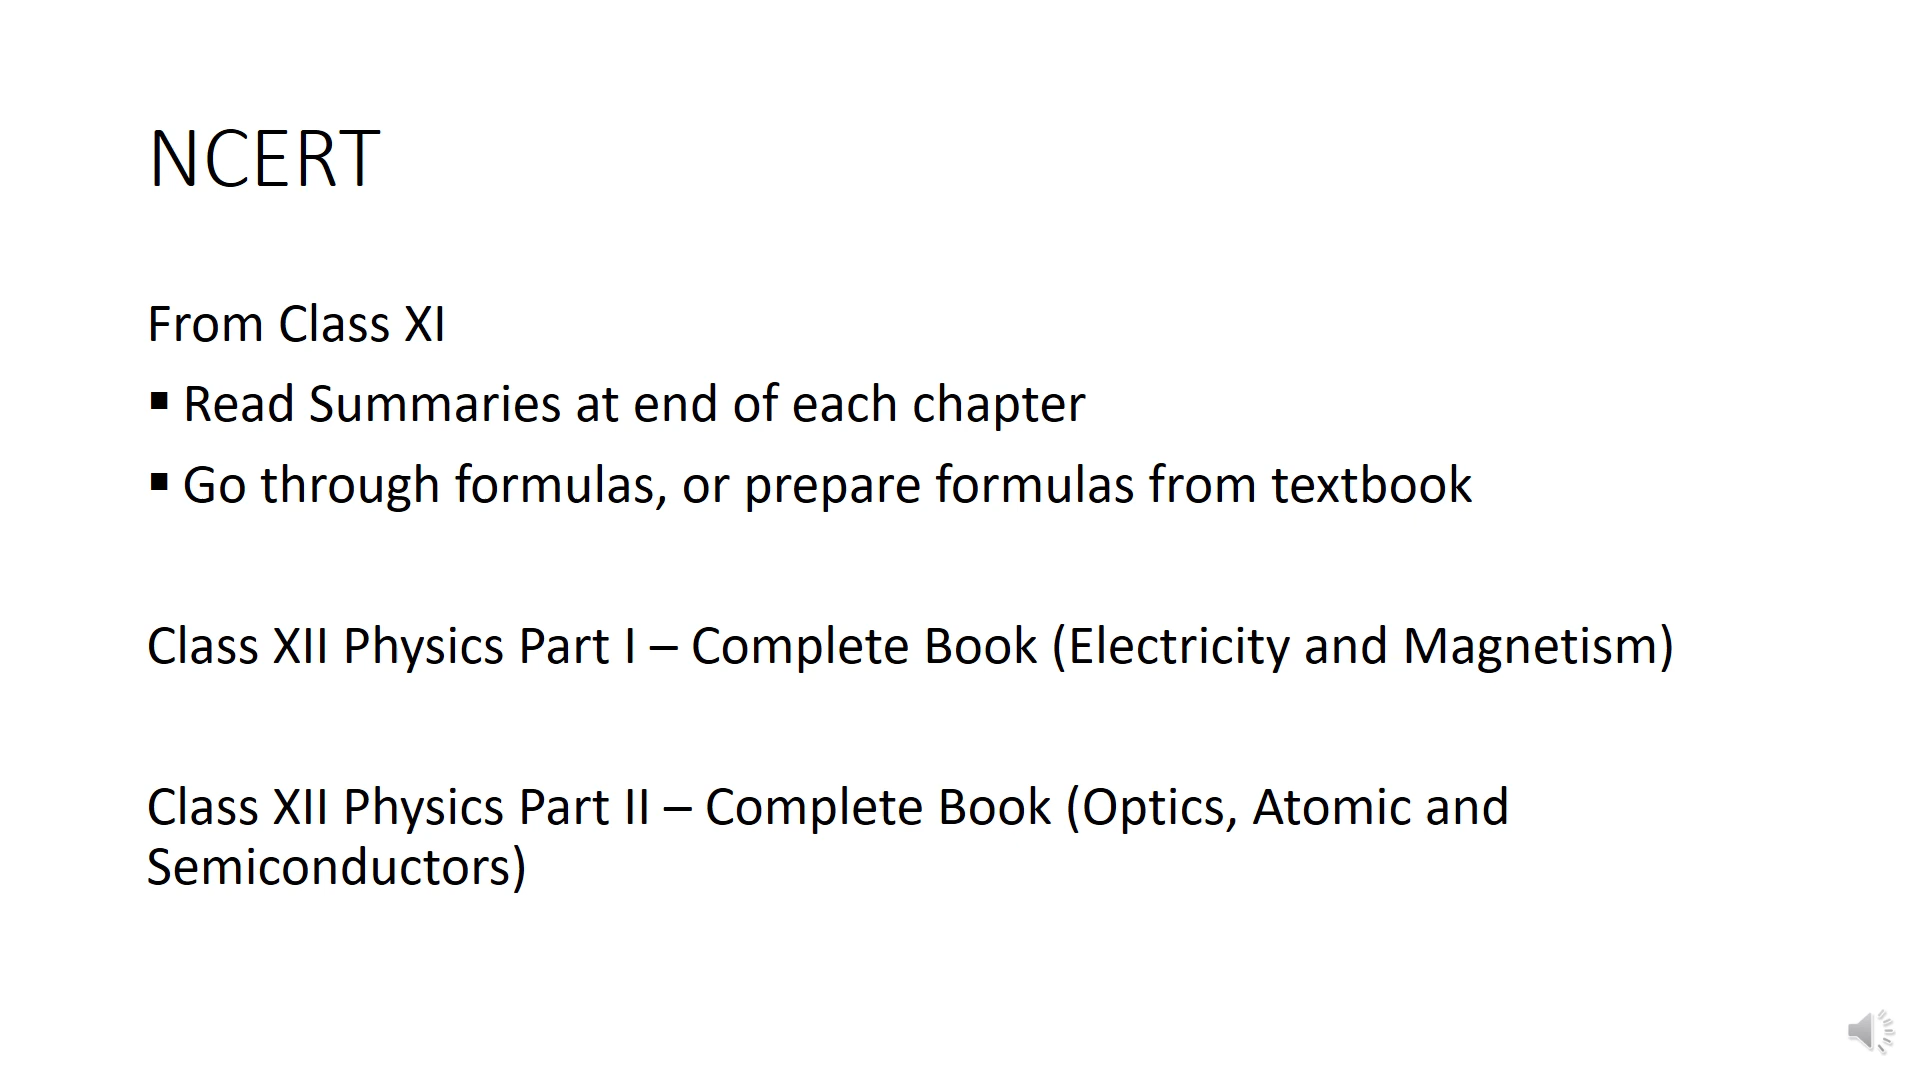 NCERT
From Class XI
▪ Read Summaries at end of each chapter
▪ Go through formulas, or prepare formulas from textbook
Class XII Physics Part I – Complete Book (Electricity and Magnetism)
Class XII Physics Part II – Complete Book (Optics, Atomic and
Semiconductors)